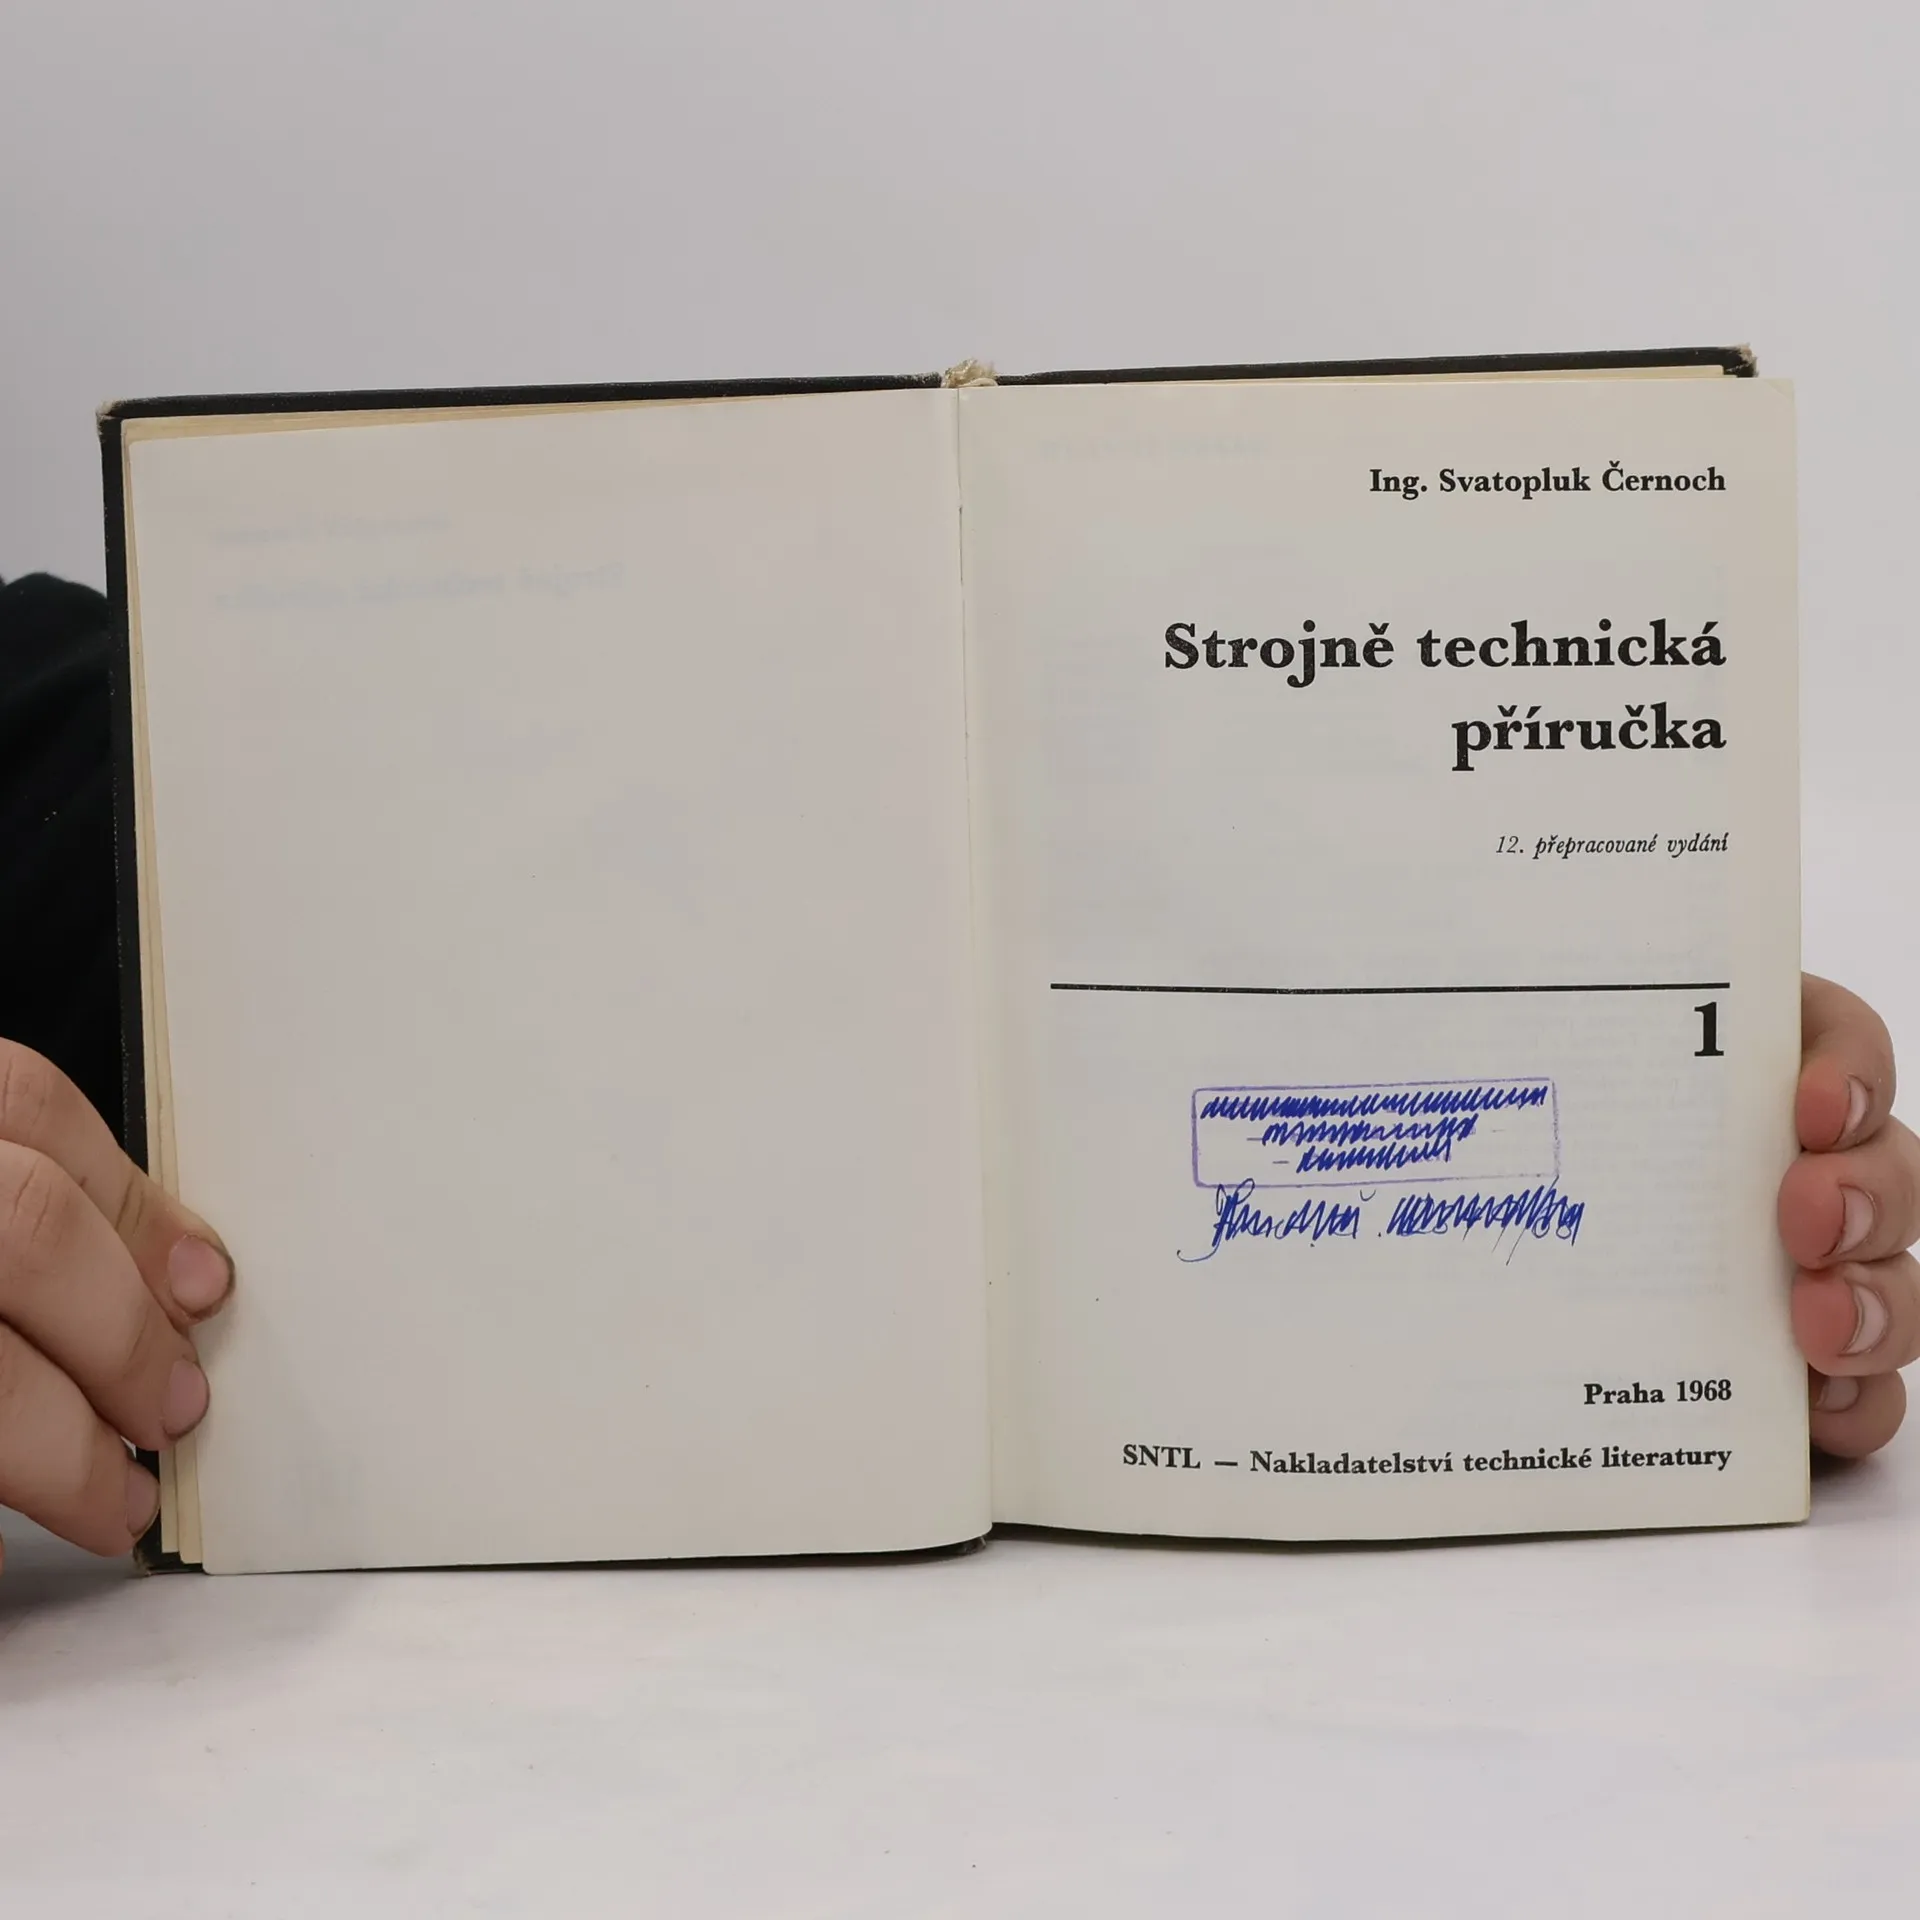 Ing. Svatopluk Černoch
Strojně technická
příručka
12. přepracované vydání
1
Praha 1968
SNTL — Nakladatelství technické literatury